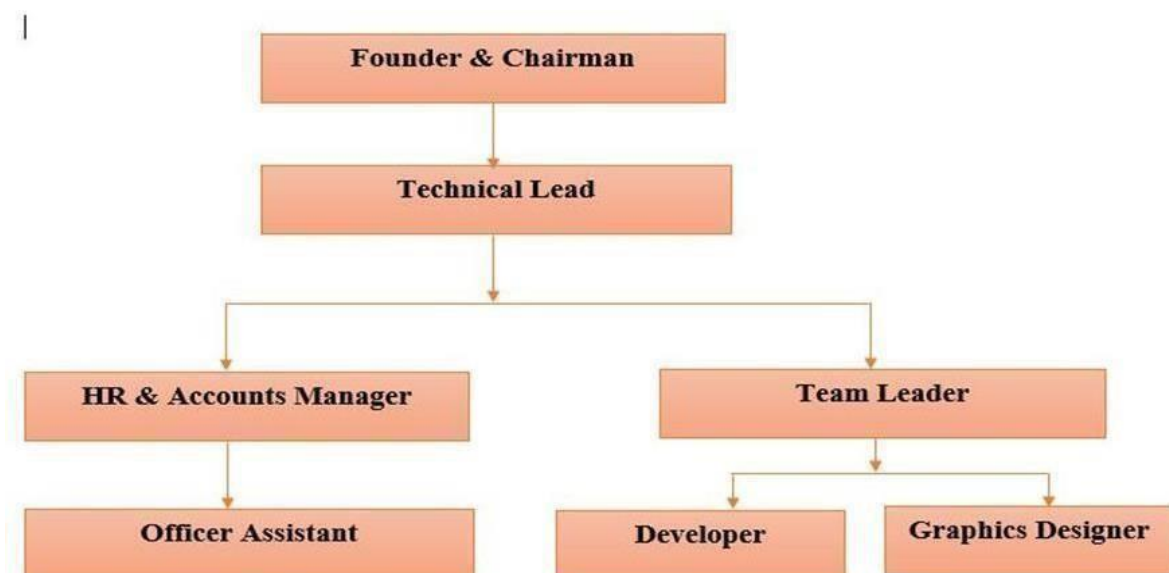 Founder & Chairman
Technical Lead
HR & Accounts Manager
Team Leader
Officer Assistant
Developer
Graphics Designer